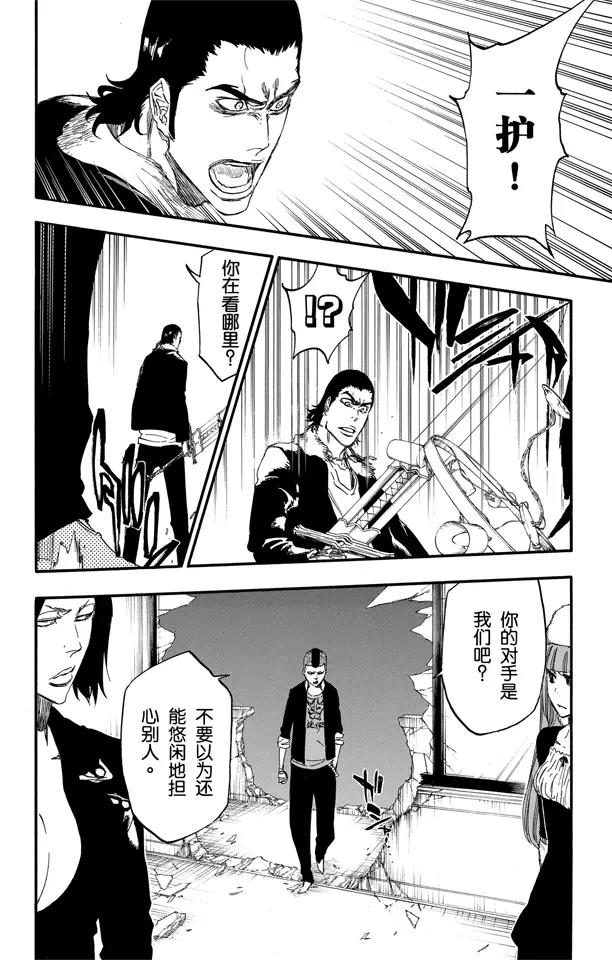 一护！
!?
你在看哪里？
你的对手是
我们吧？
不要以为还
能悠闲地担
心别人。